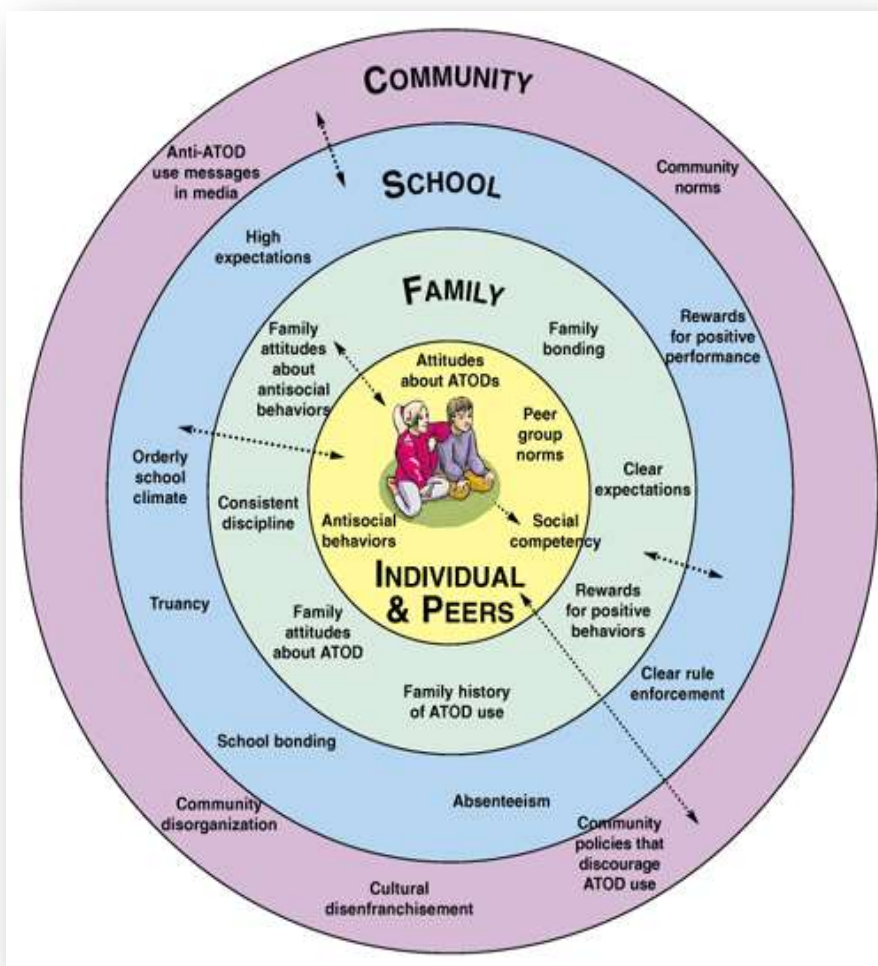 COMMUNITY
Anti-ATOD
use messages
in media
Community
norms
SCHOOL
High
expectations
Rewards
for positive
performance
Orderly
school
climate
Truancy
Clear rule
enforcement
School bonding
Absenteeism
FAMILY
Family
attitudes
about
antisocial
behaviors
Family
bonding
Consistent
discipline
Clear
expectations
Family
attitudes
about ATOD
Rewards
for positive
behaviors
Family history
of ATOD use
Attitudes
about ATODs
Peer
group
norms
Antisocial
behaviors
Social
competency
INDIVIDUAL
& PEERS
Community
disorganization
Cultural
disenfranchisement
Community
policies that
discourage
ATOD use